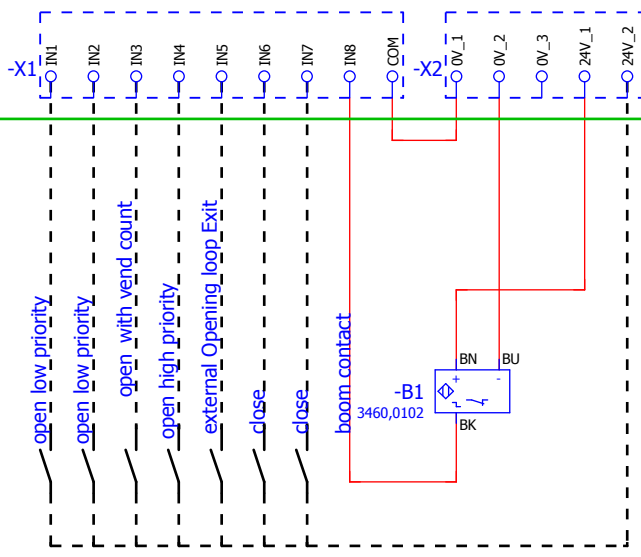 -X1
IN1
IN2
IN3
IN4
IN5
IN6
IN7
IN8
COM
-X2
0V_1
0V_2
0V_3
24V_1
24V_2
open low priority
open low priority
open with vend count
open high priority
external Opening loop Exit
close
close
boom contact
BN
BU
+
-
-B1
3460,0102
BK